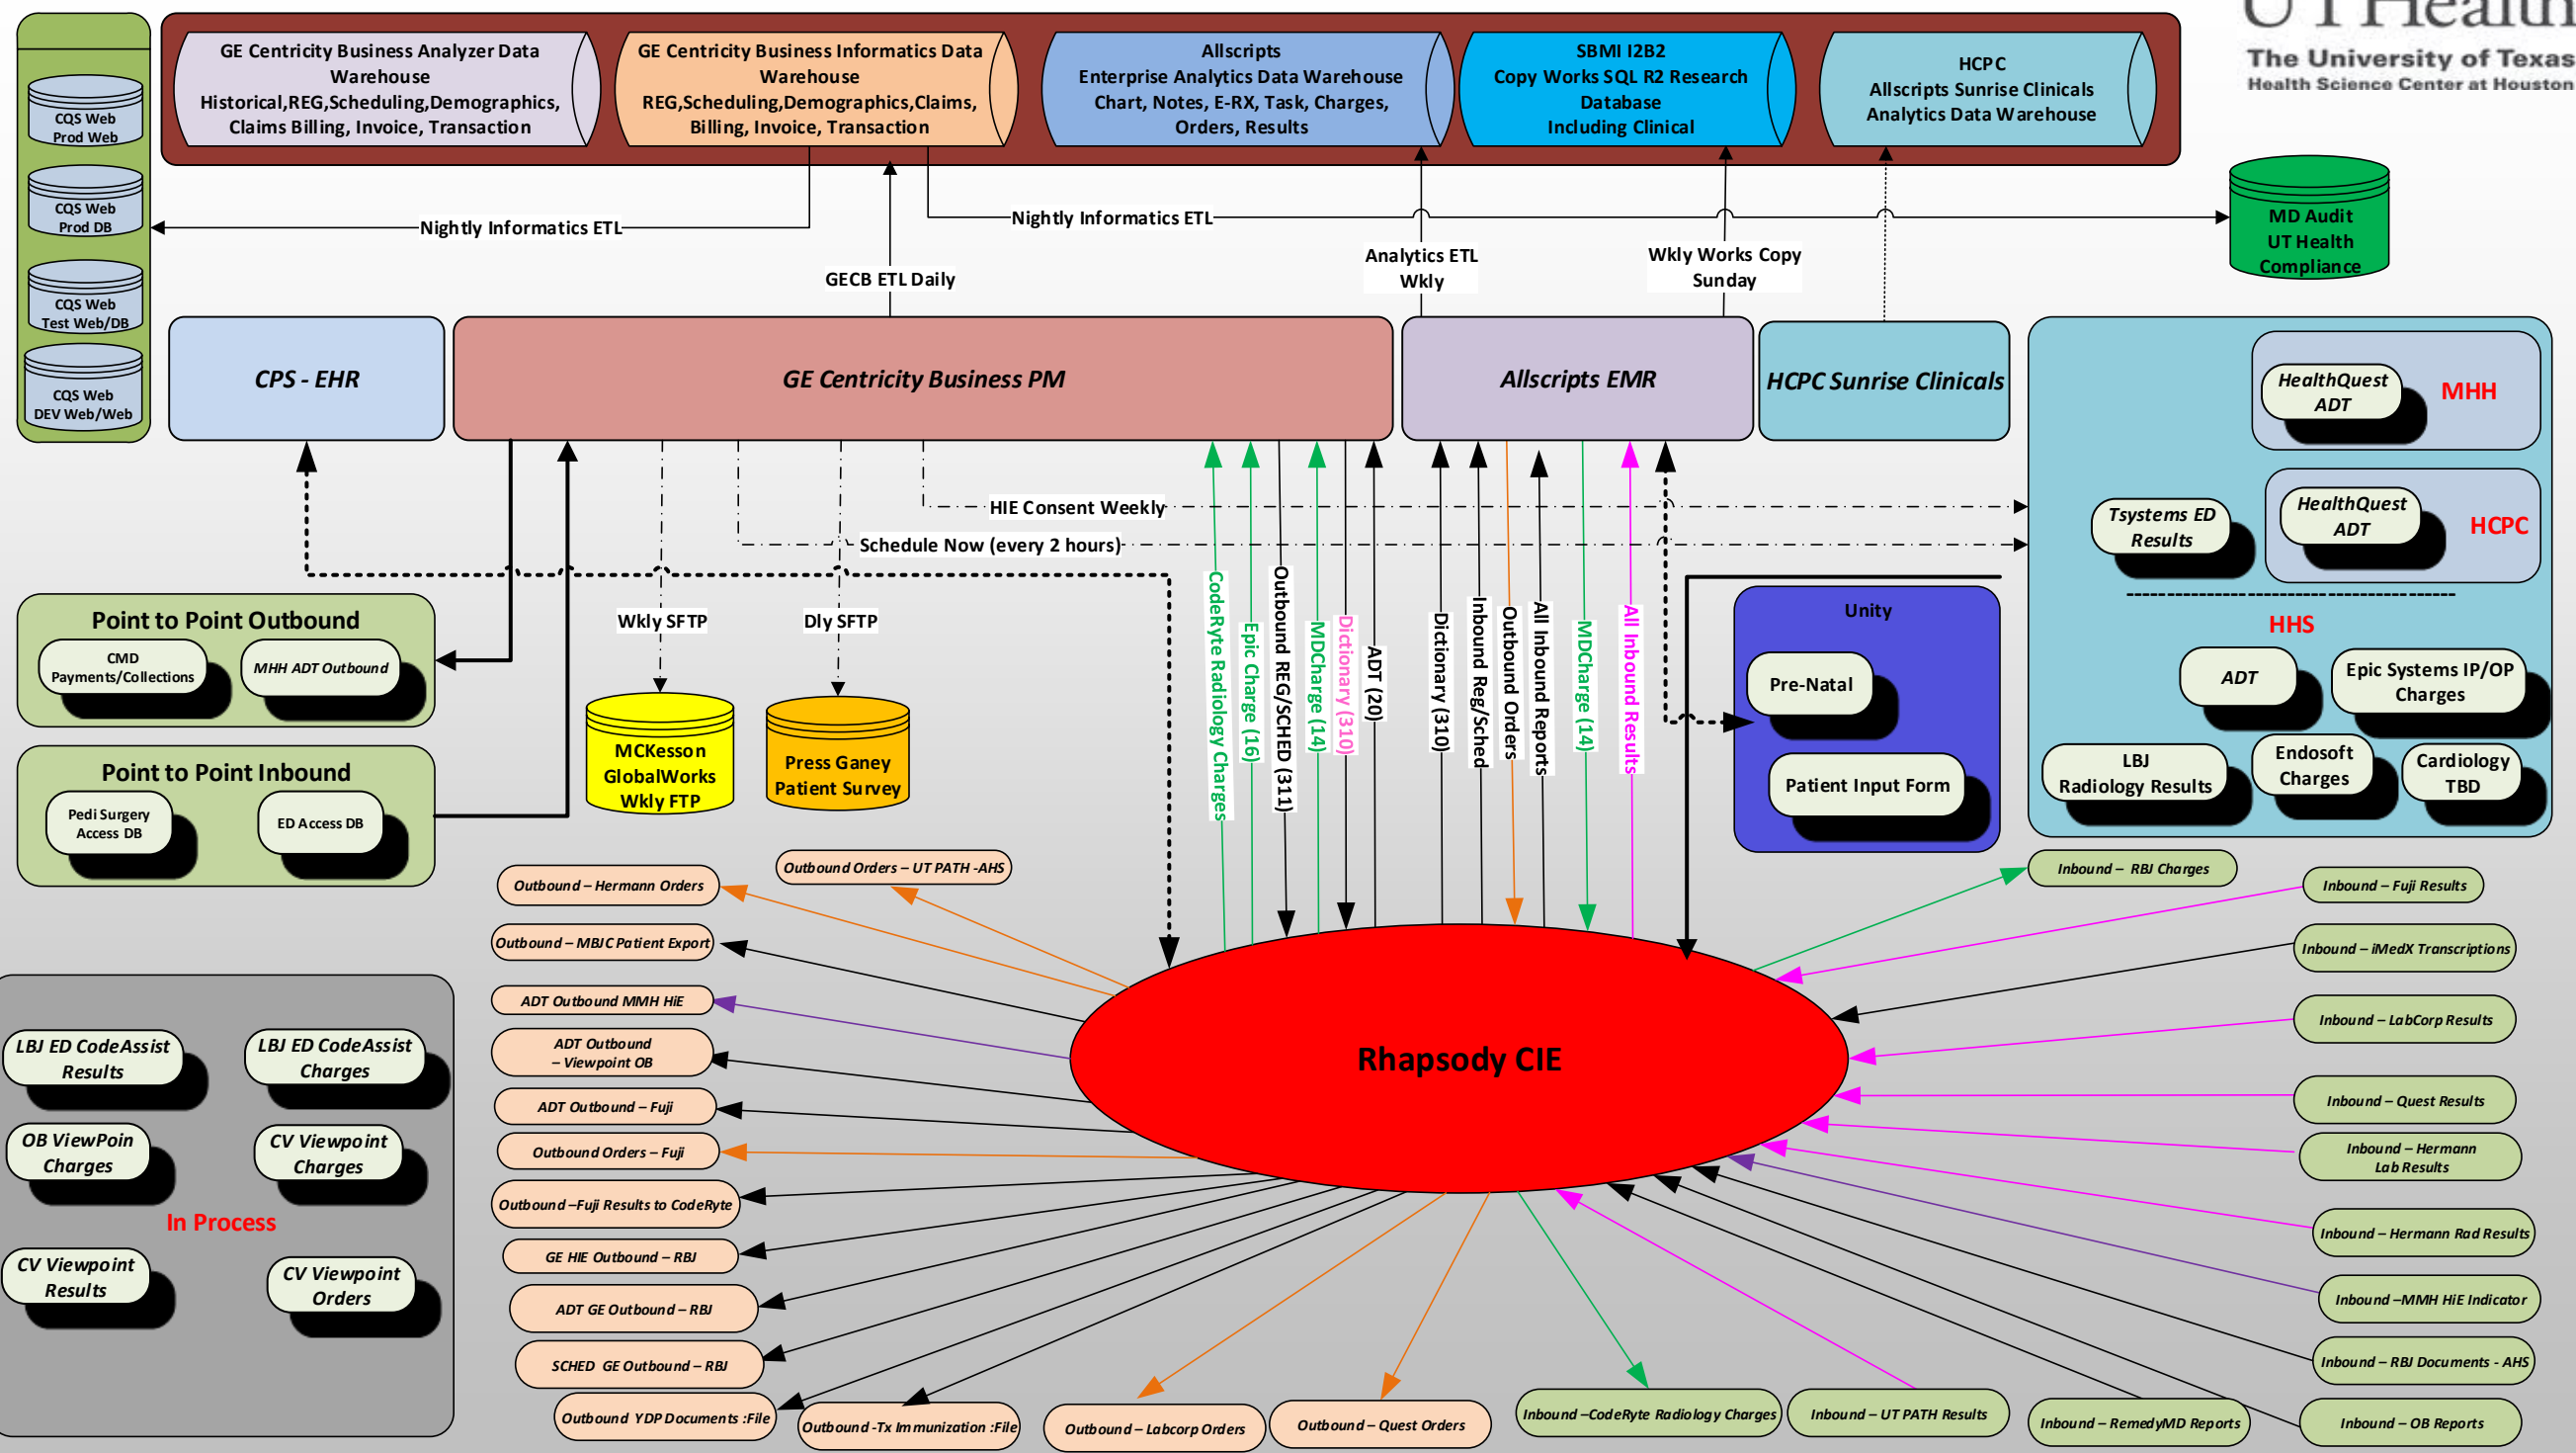 UTHealth
The University of Texas
Health Science Center at Houston
CQS Web
Prod Web
CQS Web
Prod DB
CQS Web
Test Web/DB
CQS Web
DEV Web/Web
GE Centricity Business Analyzer Data
Warehouse
Historical,REG,Scheduling,Demographics,
Claims Billing, Invoice, Transaction
GE Centricity Business Informatics Data
Warehouse
REG,Scheduling,Demographics,Claims,
Billing, Invoice, Transaction
Allscripts
Enterprise Analytics Data Warehouse
Chart, Notes, E-RX, Task, Charges,
Orders, Results
SBMI I2B2
Copy Works SQL R2 Research
Database
Including Clinical
HCPC
Allscripts Sunrise Clinicals
Analytics Data Warehouse
Nightly Informatics ETL
Nightly Informatics ETL
GECB ETL Daily
Analytics ETL
Wkly
Wkly Works Copy
Sunday
MD Audit
UT Health
Compliance
CPS - EHR
GE Centricity Business PM
Allscripts EMR
HCPC Sunrise Clinicals
HealthQuest
ADT
MHH
HealthQuest
ADT
HCPC
Tsystems ED
Results
HHS
ADT
Epic Systems IP/OP
Charges
LBJ
Radiology Results
Endosoft
Charges
Cardiology
TBD
HIE Consent Weekly
Schedule Now (every 2 hours)
Wkly SFTP
Dly SFTP
Point to Point Outbound
CMD
Payments/Collections
MHH ADT Outbound
Point to Point Inbound
Pedi Surgery
Access DB
ED Access DB
MCKesson
GlobalWorks
Wkly FTP
Press Ganey
Patient Survey
CodeRyte Radiology Charges
Epic Charge (16)
Outbound REG/SCHED (311)
MDCharge (14)
Dictionary (310)
ADT (20)
Dictionary (310)
Inbound Reg/Sched
Outbound Orders
All Inbound Reports
MDCharge (14)
All Inbound Results
Unity
Pre-Natal
Patient Input Form
Rhapsody CIE
Outbound – Hermann Orders
Outbound Orders – UT PATH -AHS
Outbound – MBJC Patient Export
ADT Outbound MMH HiE
ADT Outbound
– Viewpoint OB
ADT Outbound – Fuji
Outbound Orders – Fuji
Outbound –Fuji Results to CodeRyte
GE HIE Outbound – RBJ
ADT GE Outbound – RBJ
SCHED GE Outbound – RBJ
Outbound YDP Documents :File
Outbound -Tx Immunization :File
Outbound – Labcorp Orders
Outbound – Quest Orders
Inbound –CodeRyte Radiology Charges
Inbound – UT PATH Results
Inbound – RemedyMD Reports
Inbound – OB Reports
Inbound – RBJ Charges
Inbound – Fuji Results
Inbound – iMedX Transcriptions
Inbound – LabCorp Results
Inbound – Quest Results
Inbound – Hermann
Lab Results
Inbound – Hermann Rad Results
Inbound –MMH HiE Indicator
Inbound – RBJ Documents - AHS
LBJ ED CodeAssist
Results
LBJ ED CodeAssist
Charges
OB ViewPoin
Charges
CV Viewpoint
Charges
In Process
CV Viewpoint
Results
CV Viewpoint
Orders